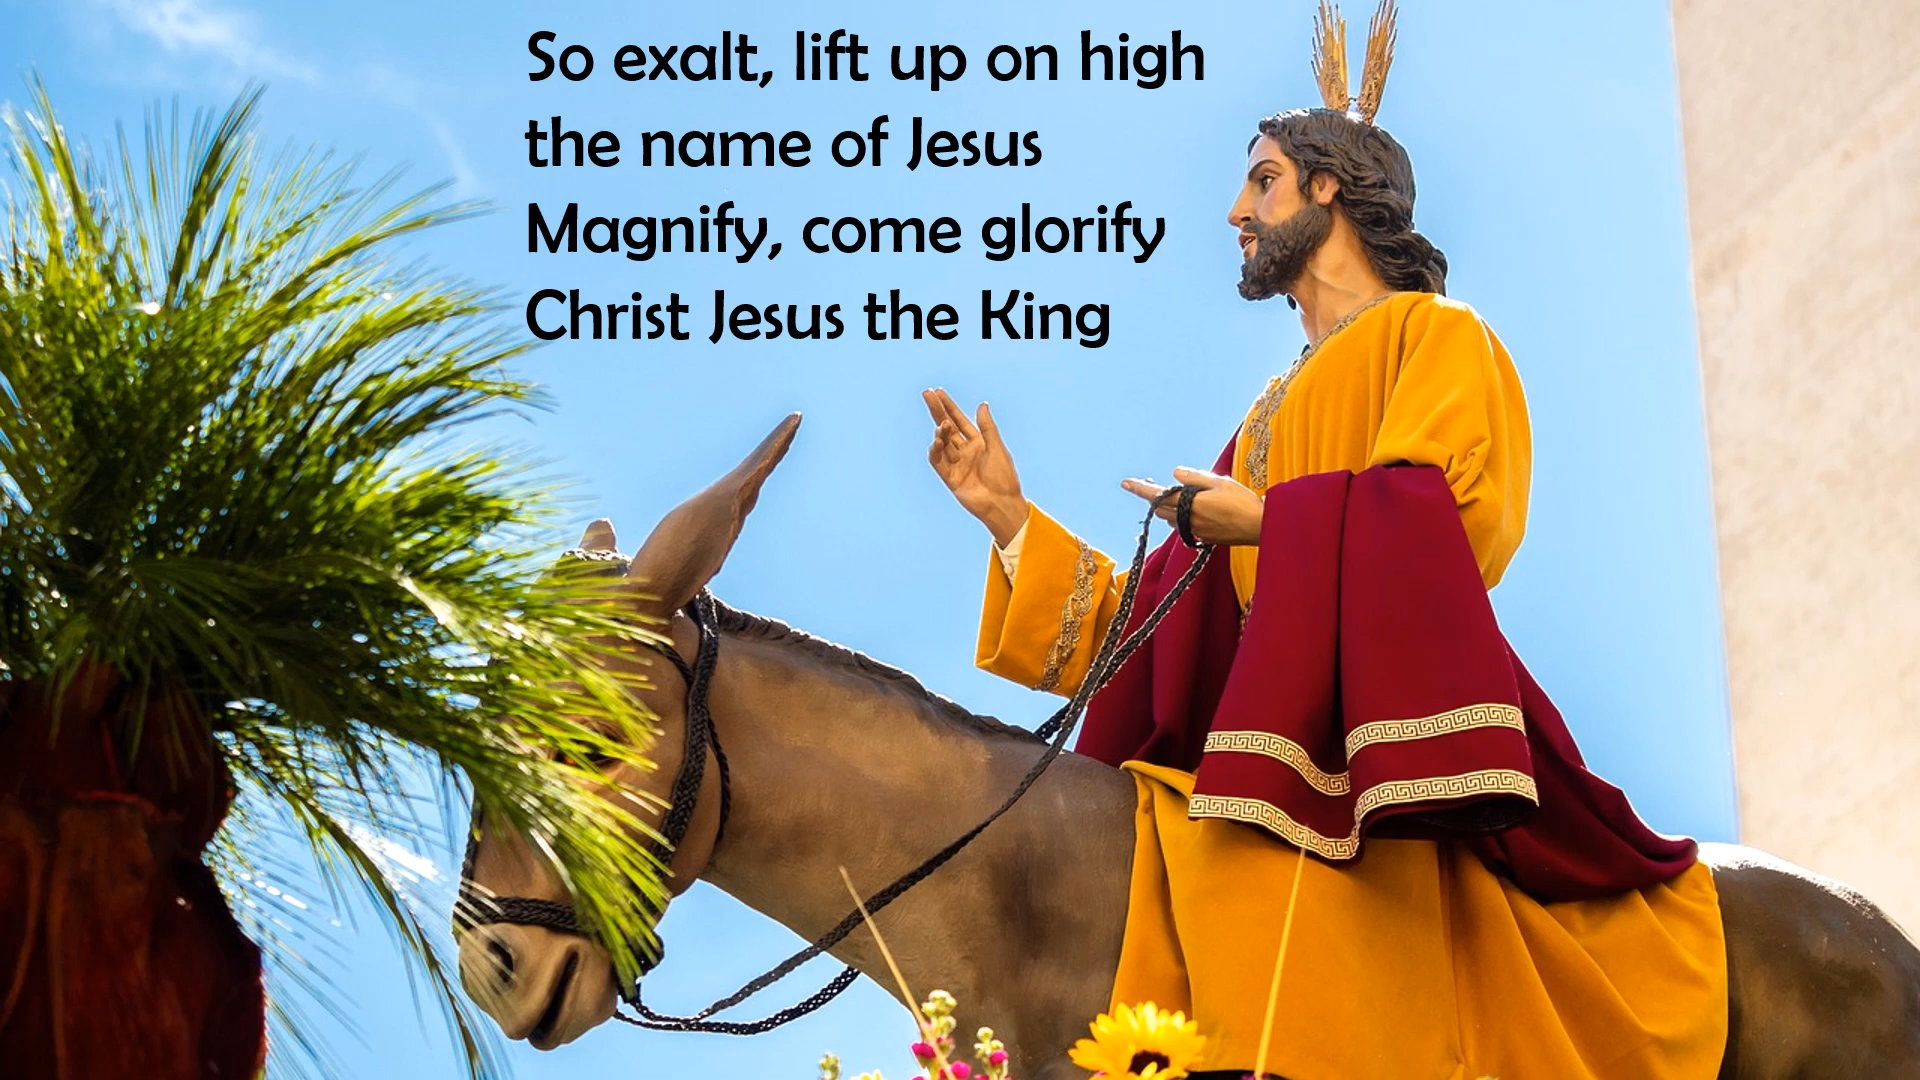 So exalt, lift up on high
the name of Jesus
Magnify, come glorify
Christ Jesus the King